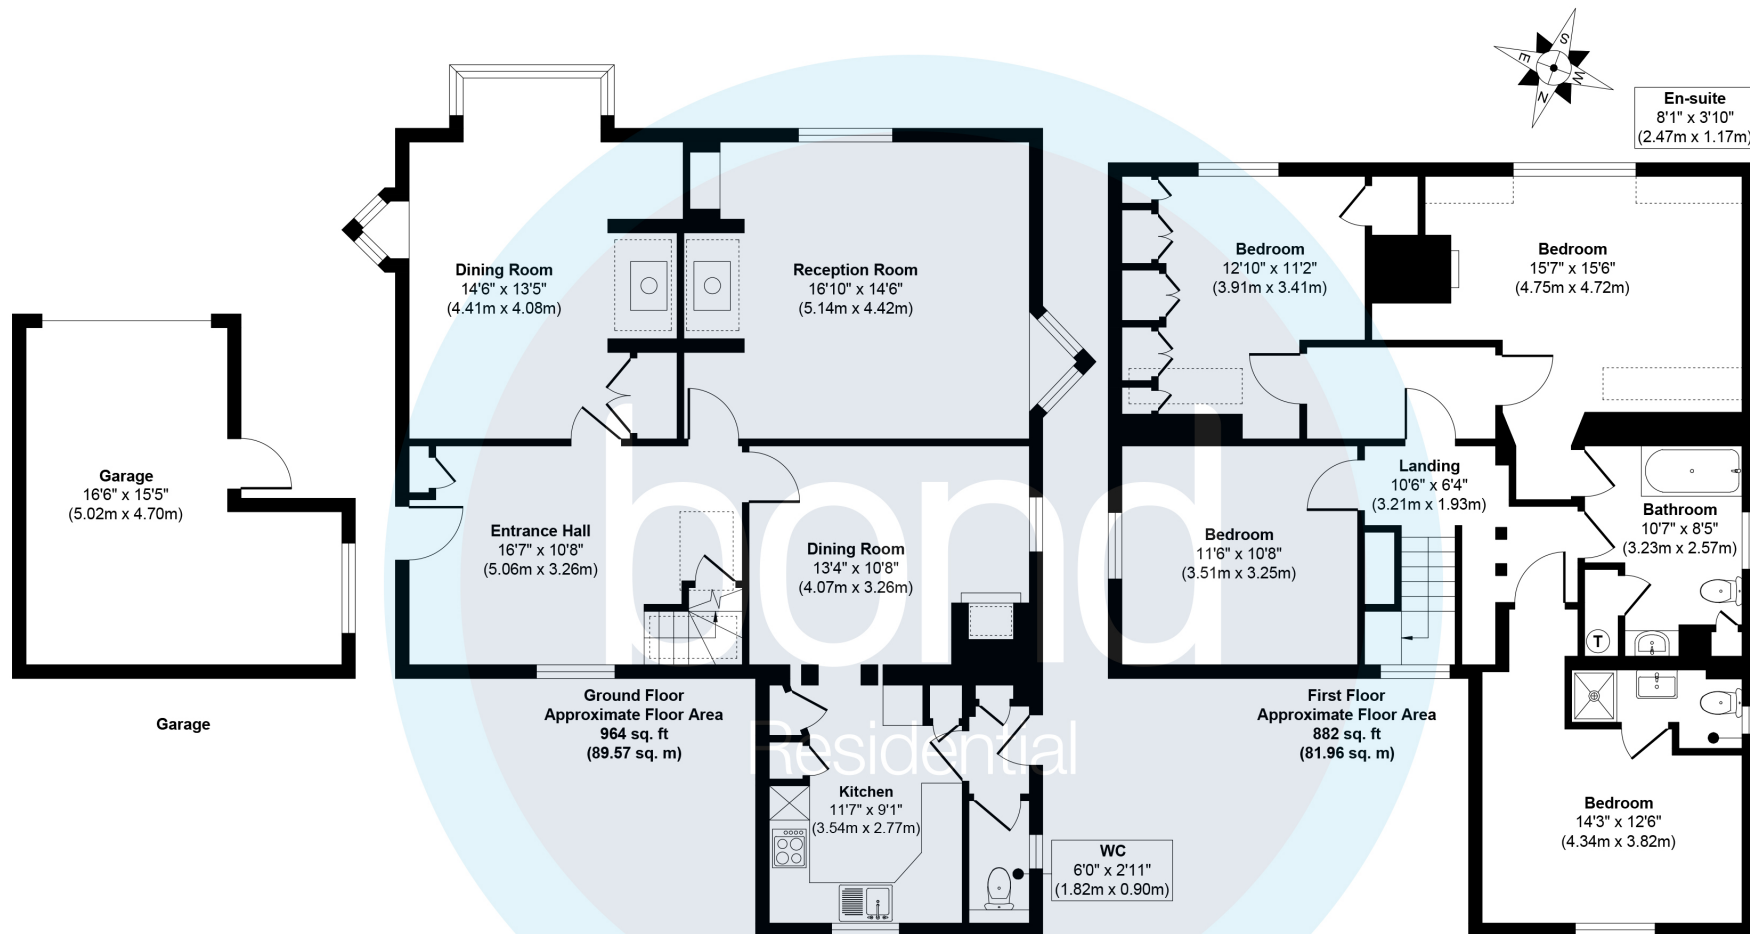 S
E
W
N
En-suite
8'1" x 3'10"
(2.47m x 1.17m)
Dining Room
14'6" x 13'5"
(4.41m x 4.08m)
Reception Room
16'10" x 14'6"
(5.14m x 4.42m)
Bedroom
12'10" x 11'2"
(3.91m x 3.41m)
Bedroom
15'7" x 15'6"
(4.75m x 4.72m)
Garage
16'6" x 15'5"
(5.02m x 4.70m)
Entrance Hall
16'7" x 10'8"
(5.06m x 3.26m)
Dining Room
13'4" x 10'8"
(4.07m x 3.26m)
Bedroom
11'6" x 10'8"
(3.51m x 3.25m)
Landing
10'6" x 6'4"
(3.21m x 1.93m)
Bathroom
10'7" x 8'5"
(3.23m x 2.57m)
T
bond
Residential
Garage
Ground Floor
Approximate Floor Area
964 sq. ft
(89.57 sq. m)
First Floor
Approximate Floor Area
882 sq. ft
(81.96 sq. m)
Kitchen
11'7" x 9'1"
(3.54m x 2.77m)
WC
6'0" x 2'11"
(1.82m x 0.90m)
Bedroom
14'3" x 12'6"
(4.34m x 3.82m)